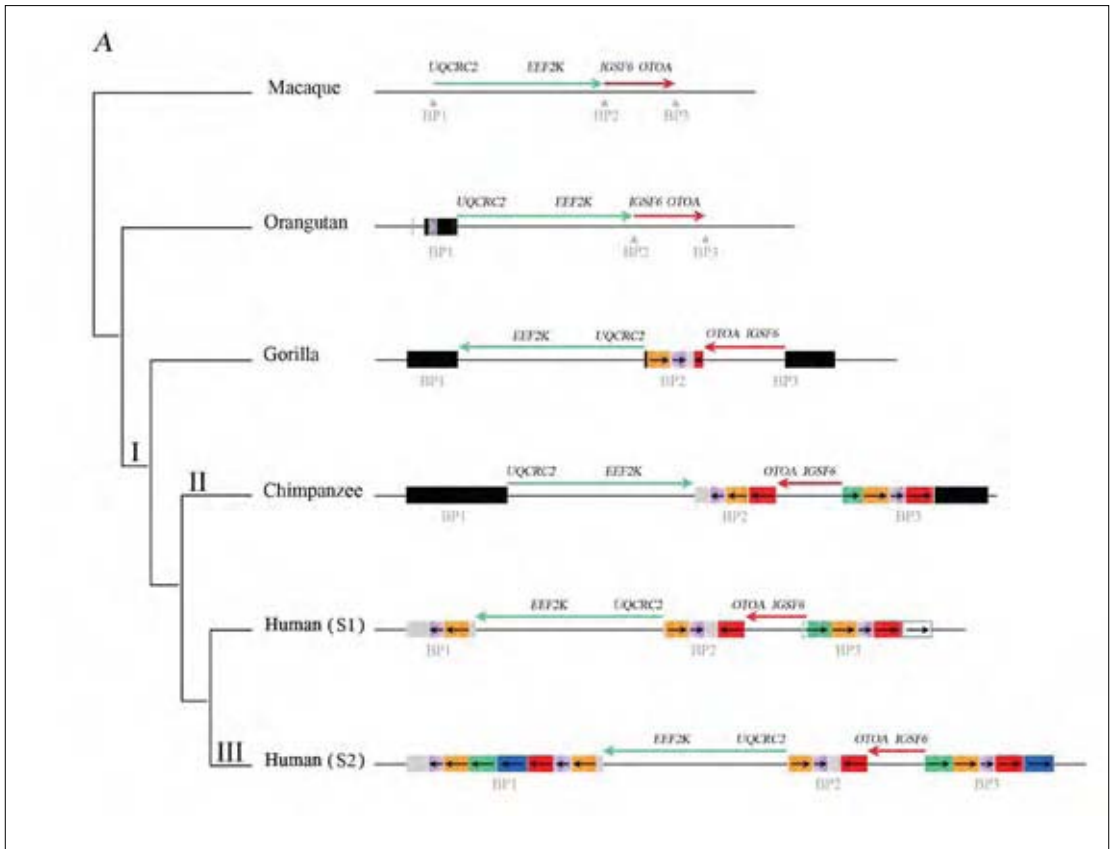 A
UQCRC2 EEF2K IGSF6 OTOA
Macaque
BP1 BP2 BP3
UQCRC2 EEF2K IGSF6 OTOA
Orangutan
BP1 BP2 BP3
EEF2K UQCRC2 OTOA IGSF6
Gorilla
BP1 BP2 BP3
I
II
UQCRC2 EEF2K OTOA IGSF6
Chimpanzee
BP1 BP2 BP3
EEF2K UQCRC2 OTOA IGSF6
Human (S1)
BP1 BP2 BP3
III
EEF2K UQCRC2 OTOA IGSF6
Human (S2)
BP1 BP2 BP3